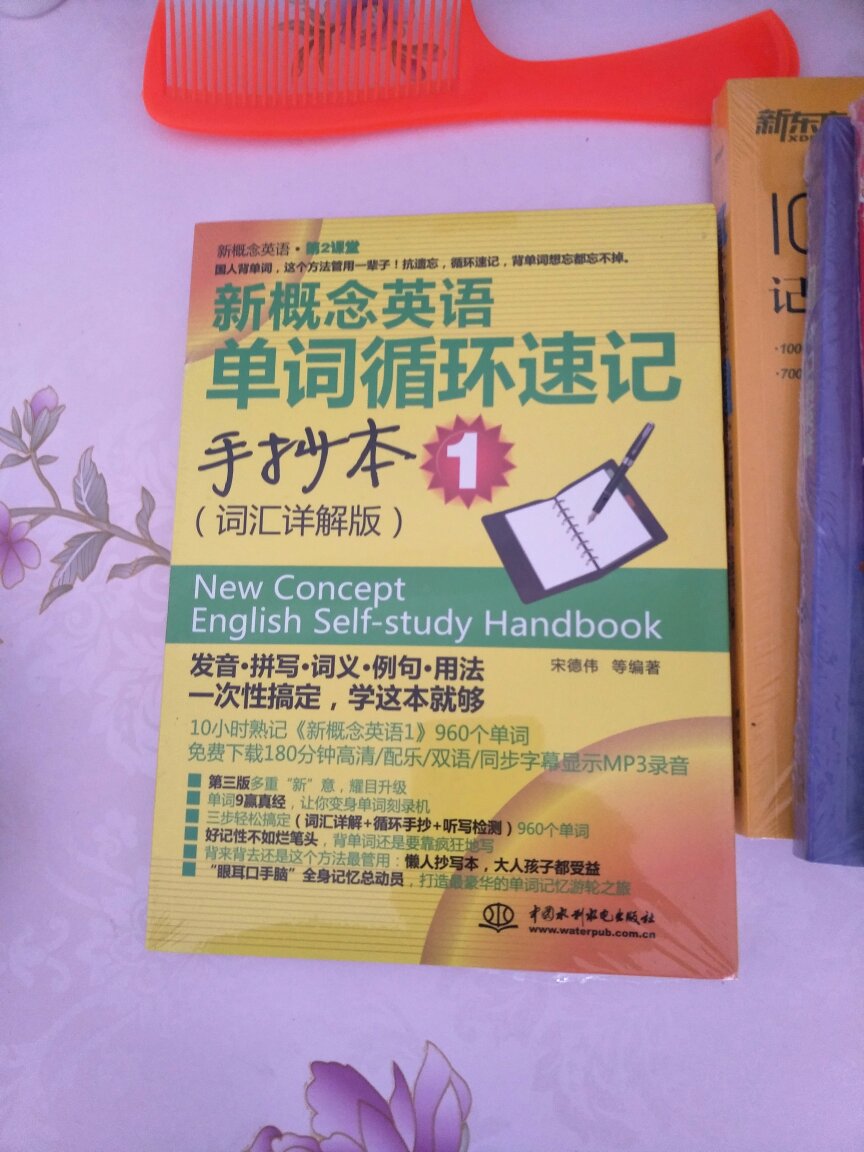 新概念英语·第2课堂
国人背单词，这个方法管用一辈子！抗遗忘，循环速记，背单词想忘都忘不掉。
新概念英语
单词循环速记
手抄本 1
（词汇详解版）
New Concept
English Self-study Handbook
发音·拼写·词义·例句·用法
宋德伟 等编著
一次性搞定，学这本就够
10小时熟记《新概念英语1》960个单词
免费下载180分钟高清/配乐/双语/同步字幕显示MP3录音
第三版多重“新”意，耀目升级
单词9赢真经，让你变身单词刻录机
三步轻松搞定（词汇详解+循环手抄+听写检测）960个单词
好记性不如烂笔头，背单词还是要靠疯狂地写
背来背去还是这个方法最管用：懒人抄写本，大人孩子都受益
“眼耳口手脑”全身记忆总动员，打造最豪华的单词记忆游轮之旅
中国水利水电出版社
www.waterpub.com.cn
新东方
XD
10
记
·100
·700